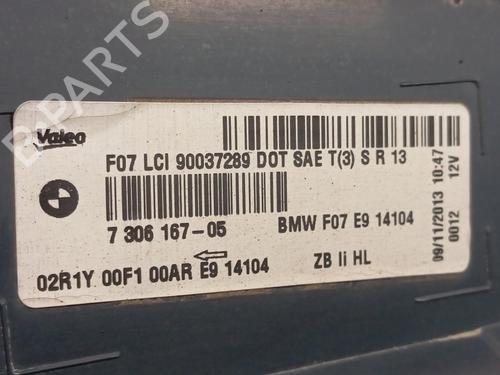 B-PARTS
Valeo
F07 LCI 90037289 DOT SAE T(3) S R 13
7 306 167-05
BMW F07 E9 14104
02R1Y 00F1 00AR E9 14104
ZB li HL
09/11/2013 10:47
0012 12V